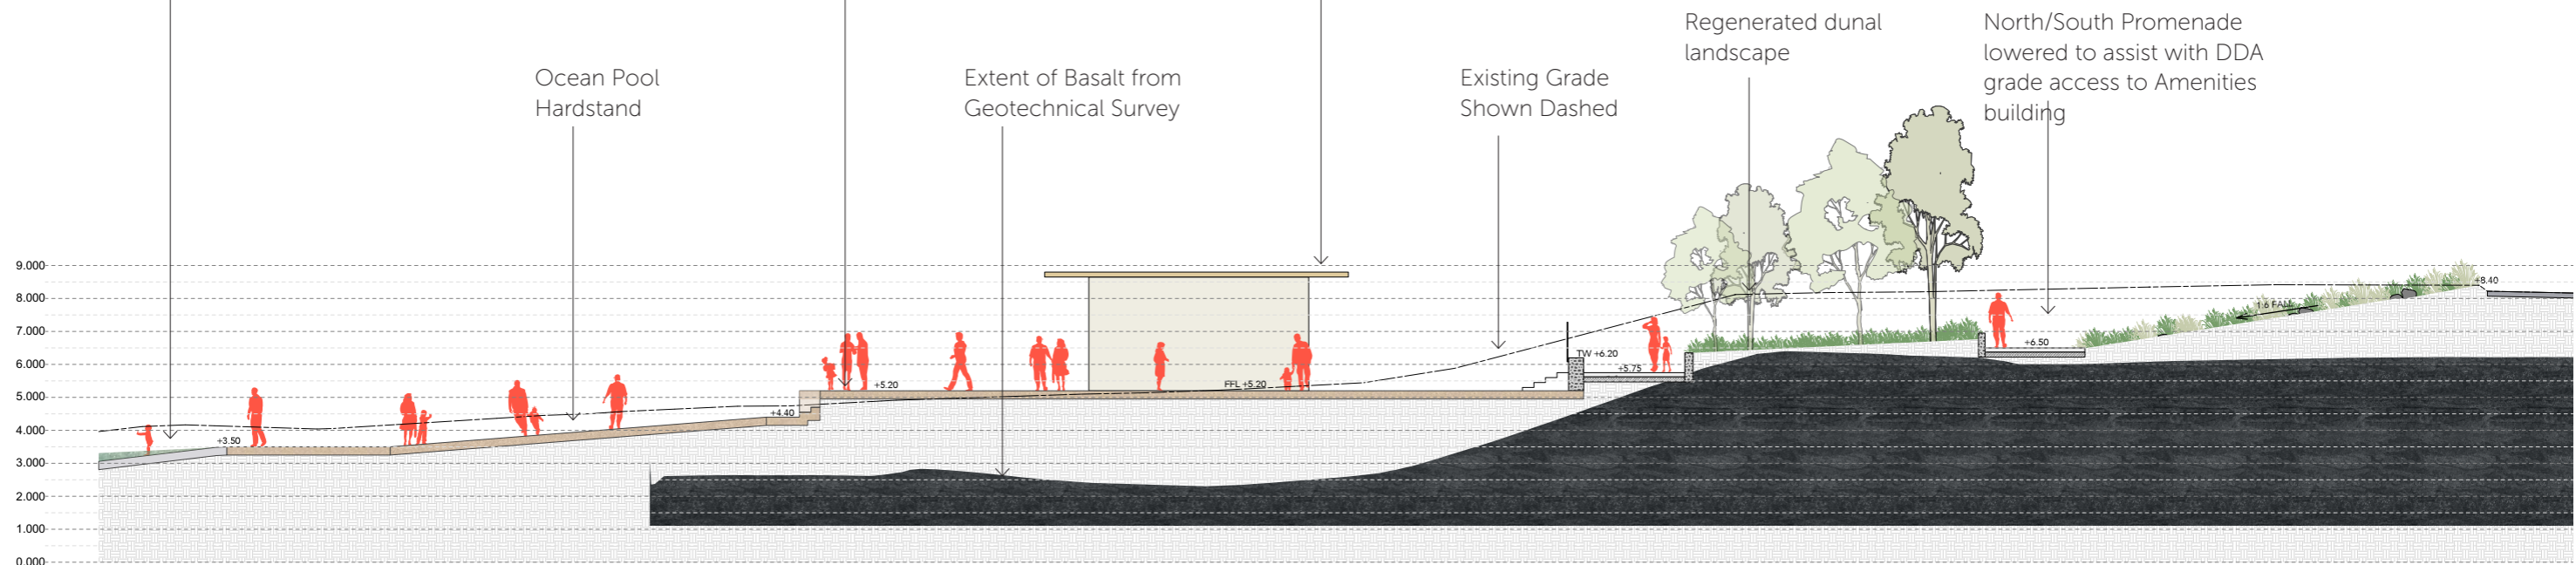 Regenerated dunal
landscape
North/South Promenade
lowered to assist with DDA
grade access to Amenities
building
Ocean Pool
Hardstand
Extent of Basalt from
Geotechnical Survey
Existing Grade
Shown Dashed
9.000
8.000
7.000
6.000
5.000
4.000
3.000
2.000
1.000
0.000
+3.50
+4.40
+5.20
FFL +5.20
TW +6.20
+5.75
+6.50
+8.40